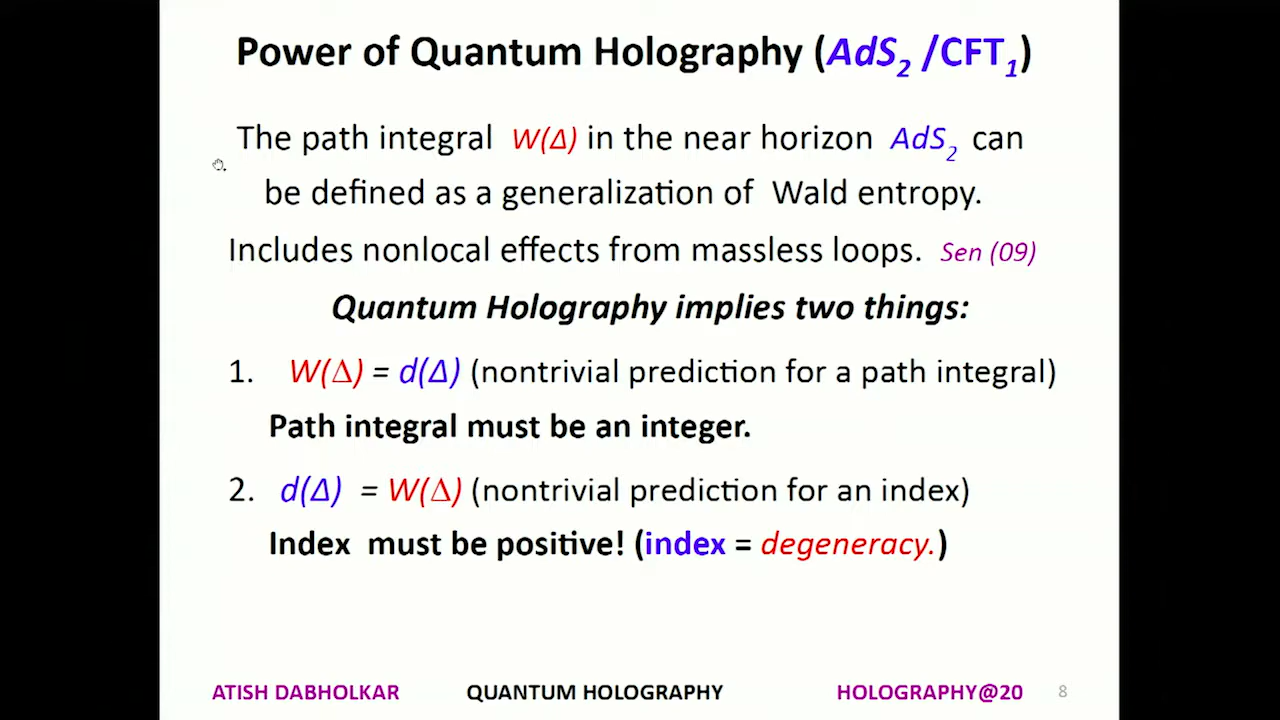 Power of Quantum Holography (AdS₂ /CFT₁)
The path integral W(Δ) in the near horizon AdS₂ can
be defined as a generalization of Wald entropy.
Includes nonlocal effects from massless loops. Sen (09)
Quantum Holography implies two things:
1. W(Δ) = d(Δ) (nontrivial prediction for a path integral)
Path integral must be an integer.
2. d(Δ) = W(Δ) (nontrivial prediction for an index)
Index must be positive! (index = degeneracy.)
ATISH DABHOLKAR QUANTUM HOLOGRAPHY HOLOGRAPHY@20 8